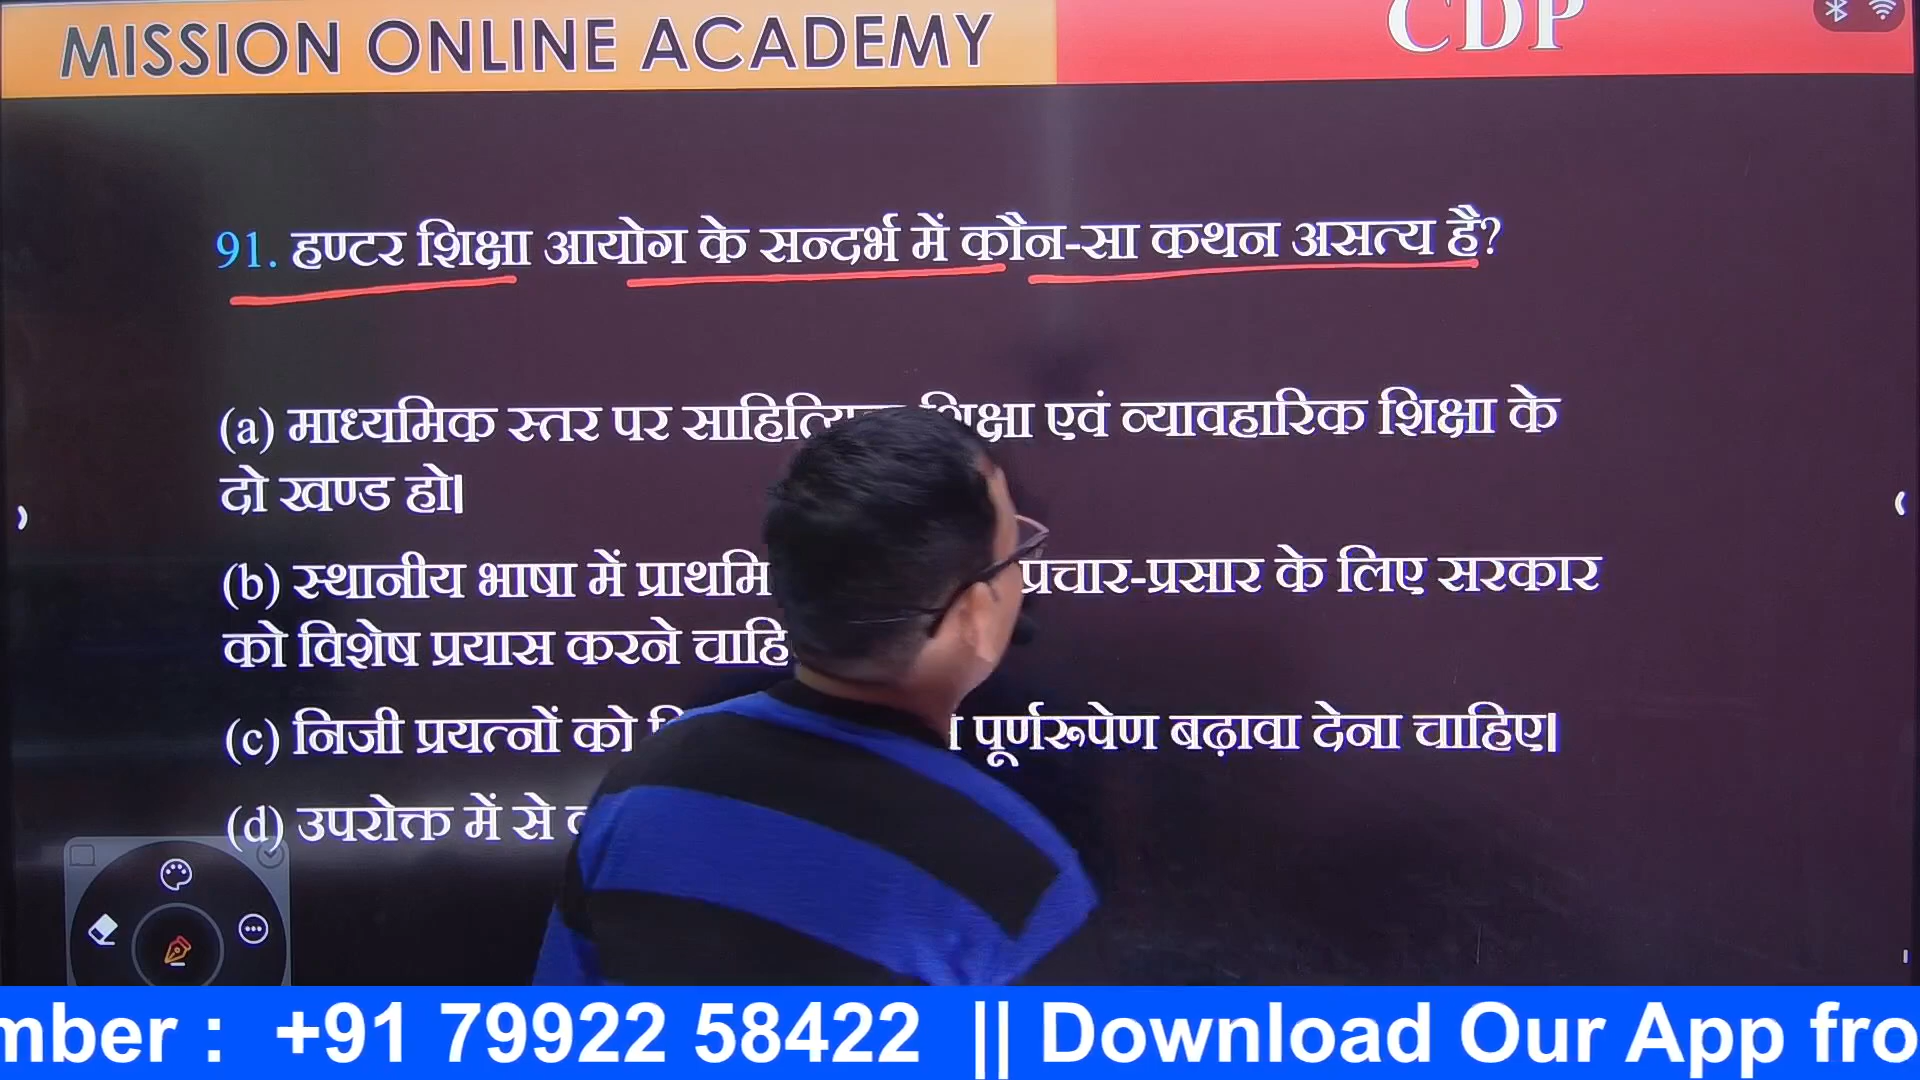 MISSION ONLINE ACADEMY
CDP
91. हण्टर शिक्षा आयोग के सन्दर्भ में कौन-सा कथन असत्य है?
(a) माध्यमिक स्तर पर शिक्षा एवं व्यावहारिक शिक्षा के
दो खण्ड हो।
(b) स्थानीय भाषा में प्रचार-प्रसार के लिए सरकार
को विशेष प्रयास करने
(c) निजी प्रयत्नों को पूर्णरूपेण बढ़ावा देना चाहिए।
(d) उपरोक्त में से
mber : +91 79922 58422 || Download Our App fro